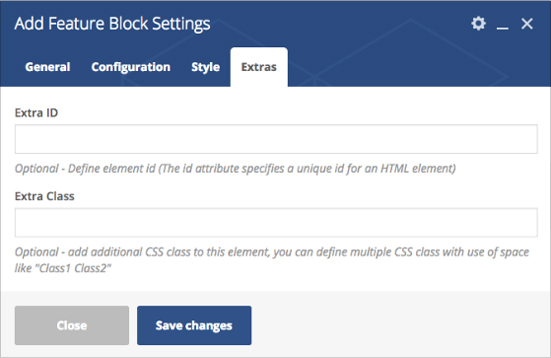 Add Feature Block Settings
General Configuration Style Extras
Extra ID
Optional - Define element id (The id attribute specifies a unique id for an HTML element)
Extra Class
Optional - add additional CSS class to this element, you can define multiple CSS class with use of space
like "Class1 Class2"
Close Save changes